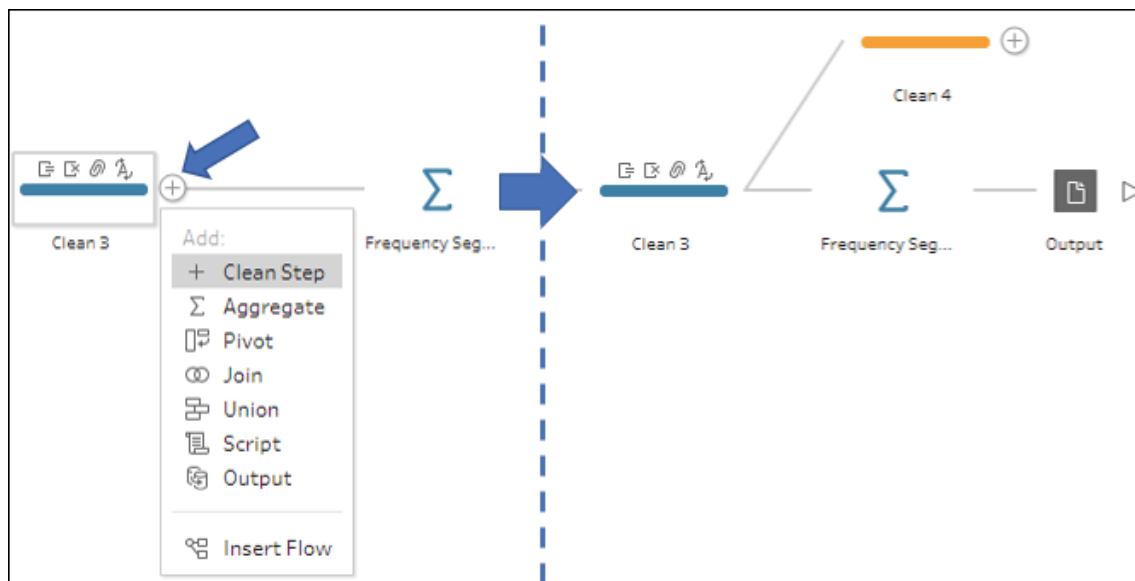 Clean 3
Add:
Clean Step
Aggregate
Pivot
Join
Union
Script
Output
Insert Flow
Frequency Seg...
Clean 4
Clean 3
Frequency Seg...
Output